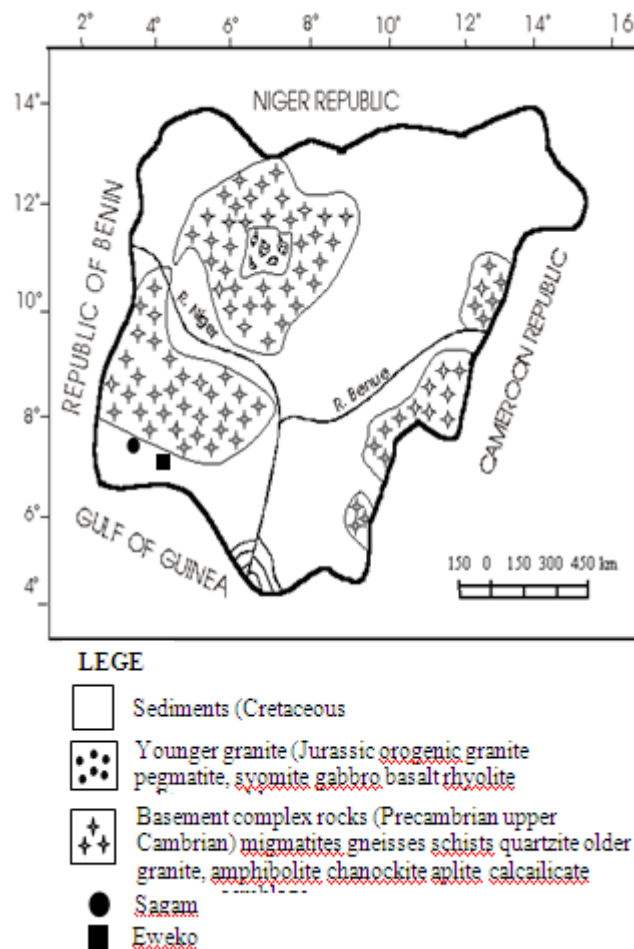 2° 4° 6° 8° 10° 12° 14° 16°
14°
12°
10°
8°
6°
4°
NIGER REPUBLIC
REPUBLIC OF BENIN
R. Niger
R. Benue
CAMEROON REPUBLIC
GULF OF GUINEA
150 0 150 300 450 km
LEGE
Sediments (Cretaceous
Younger granite (Jurassic orogenic granite
pegmatite, syomite gabbro basalt rhyolite
Basement complex rocks (Precambrian upper
Cambrian) migmatites gneisses schists quartzite older
granite, amphibolite chanockite aplite calcailicate
Sagam
Eweko